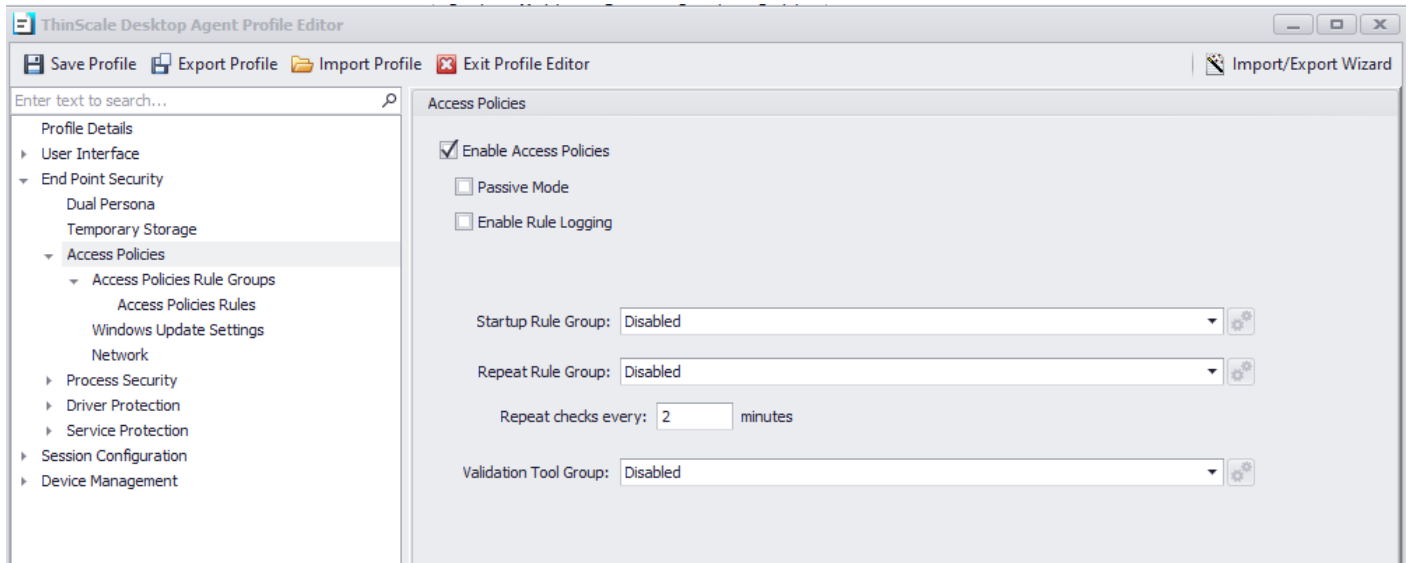 ThinScale Desktop Agent Profile Editor
Save Profile Export Profile Import Profile Exit Profile Editor Import/Export Wizard
Enter text to search...
Profile Details
User Interface
End Point Security
Dual Persona
Temporary Storage
Access Policies
Access Policies Rule Groups
Access Policies Rules
Windows Update Settings
Network
Process Security
Driver Protection
Service Protection
Session Configuration
Device Management
Access Policies
Enable Access Policies
Passive Mode
Enable Rule Logging
Startup Rule Group: Disabled
Repeat Rule Group: Disabled
Repeat checks every: 2 minutes
Validation Tool Group: Disabled